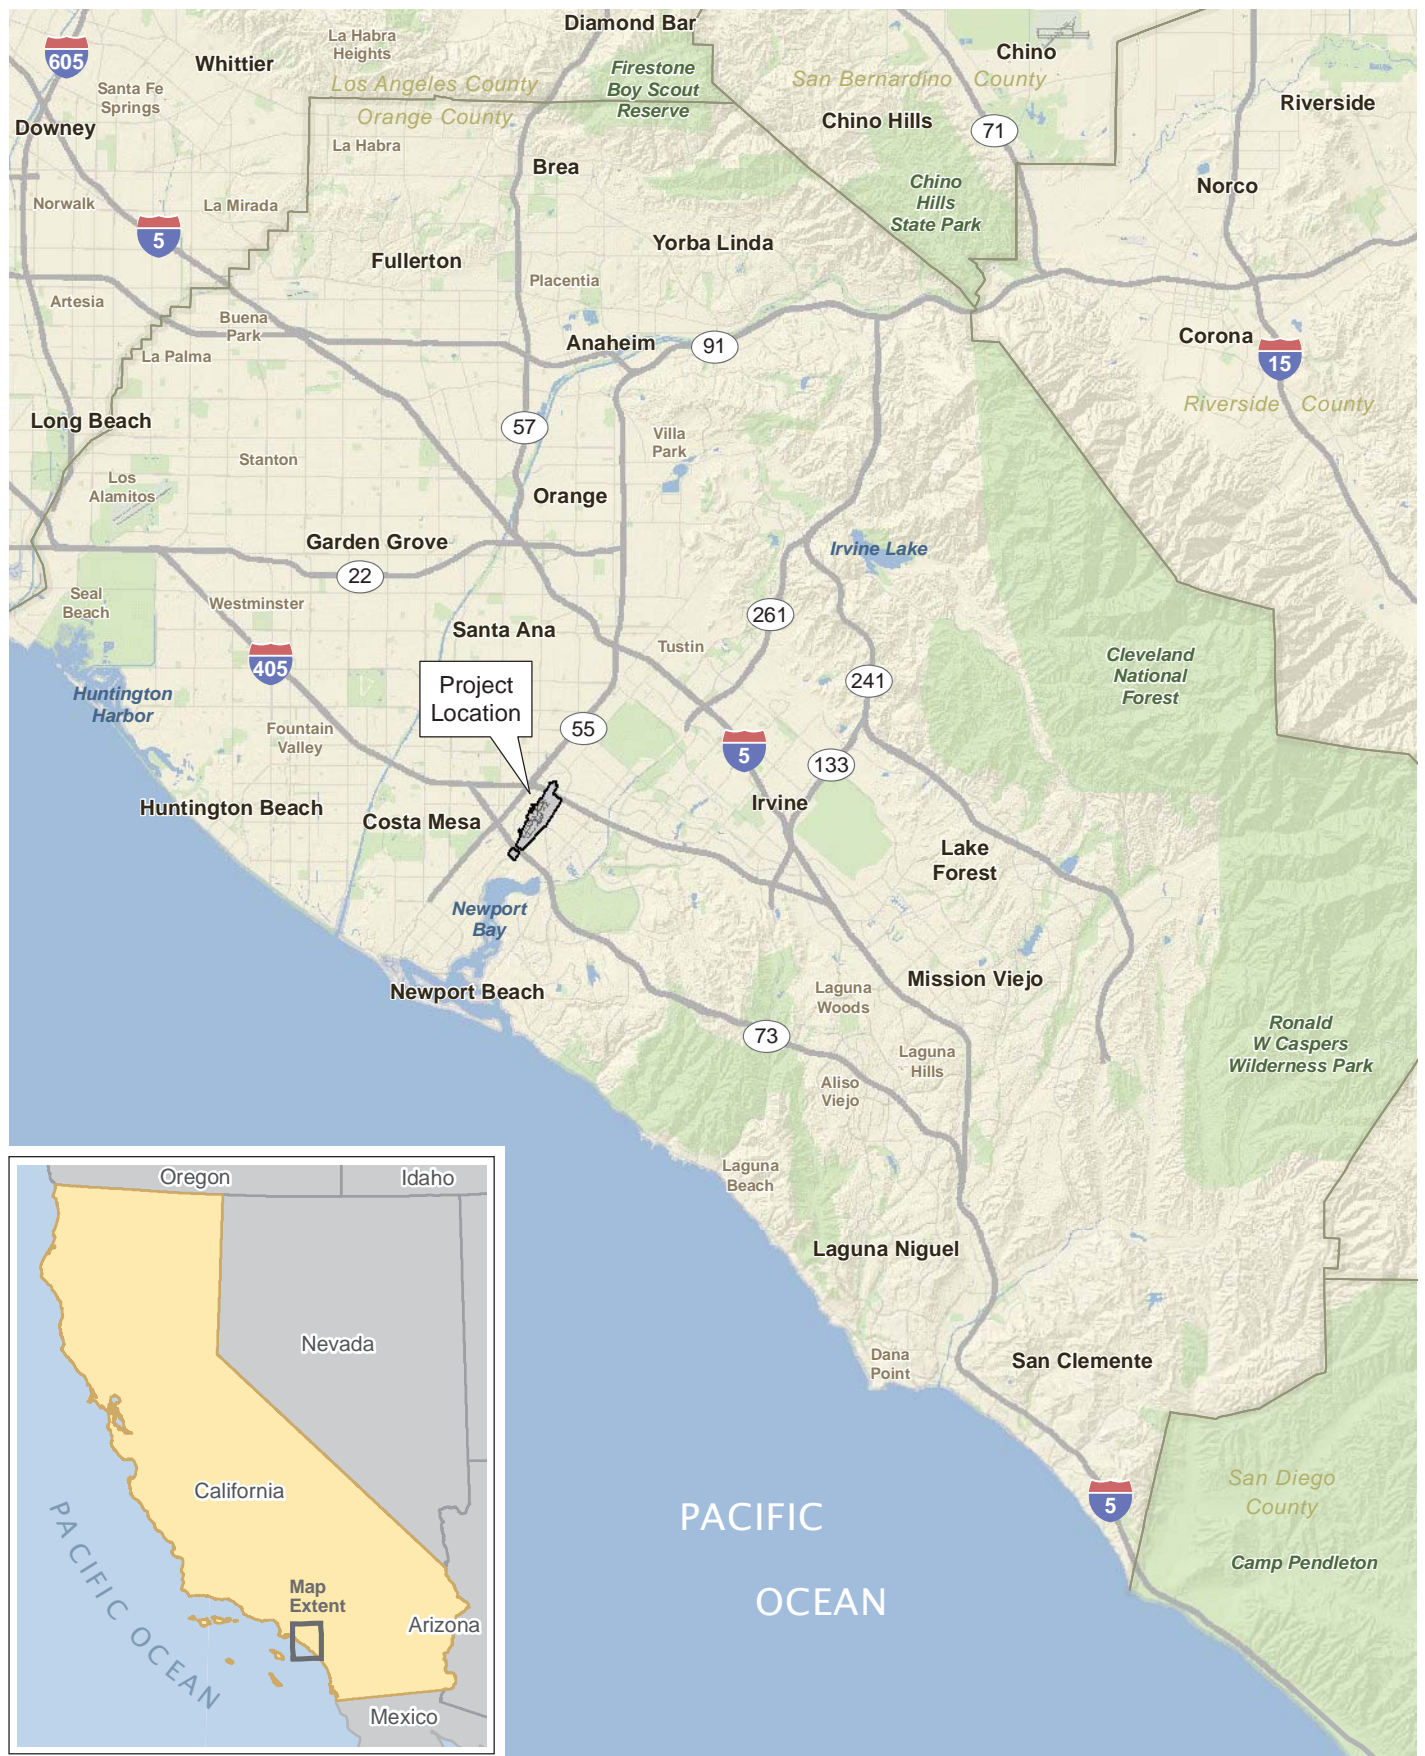 Diamond Bar
La Habra
Heights
605
Whittier
Chino
Firestone
Boy Scout
Reserve
Los Angeles County
San Bernardino County
Santa Fe
Springs
Riverside
Orange County
Downey
Chino Hills
71
La Habra
Brea
Chino
Hills
State Park
Norco
Norwalk
La Mirada
5
Yorba Linda
Fullerton
Placentia
Artesia
Buena
Park
Anaheim
91
Corona
La Palma
15
Riverside County
Long Beach
57
Villa
Park
Stanton
Los
Alamitos
Orange
Garden Grove
Irvine Lake
22
Seal
Beach
Westminster
261
Santa Ana
Tustin
Cleveland
National
Forest
405
241
Project
Location
Huntington
Harbor
Fountain
Valley
55
5
133
Huntington Beach
Irvine
Costa Mesa
Lake
Forest
Newport
Bay
Mission Viejo
Newport Beach
Laguna
Woods
Ronald
W Caspers
Wilderness Park
73
Laguna
Hills
Aliso
Viejo
Laguna
Beach
Laguna Niguel
Dana
Point
San Clemente
San Diego
County
5
PACIFIC
OCEAN
Camp Pendleton
Oregon
Idaho
Nevada
California
PACIFIC OCEAN
Map
Extent
Arizona
Mexico